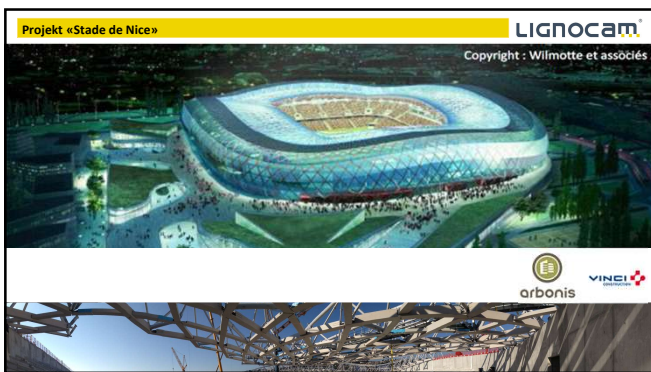 Projekt «Stade de Nice»
LIGNOCAM
Copyright : Wilmotte et associés
arbonis
VINCI
CONSTRUCTION